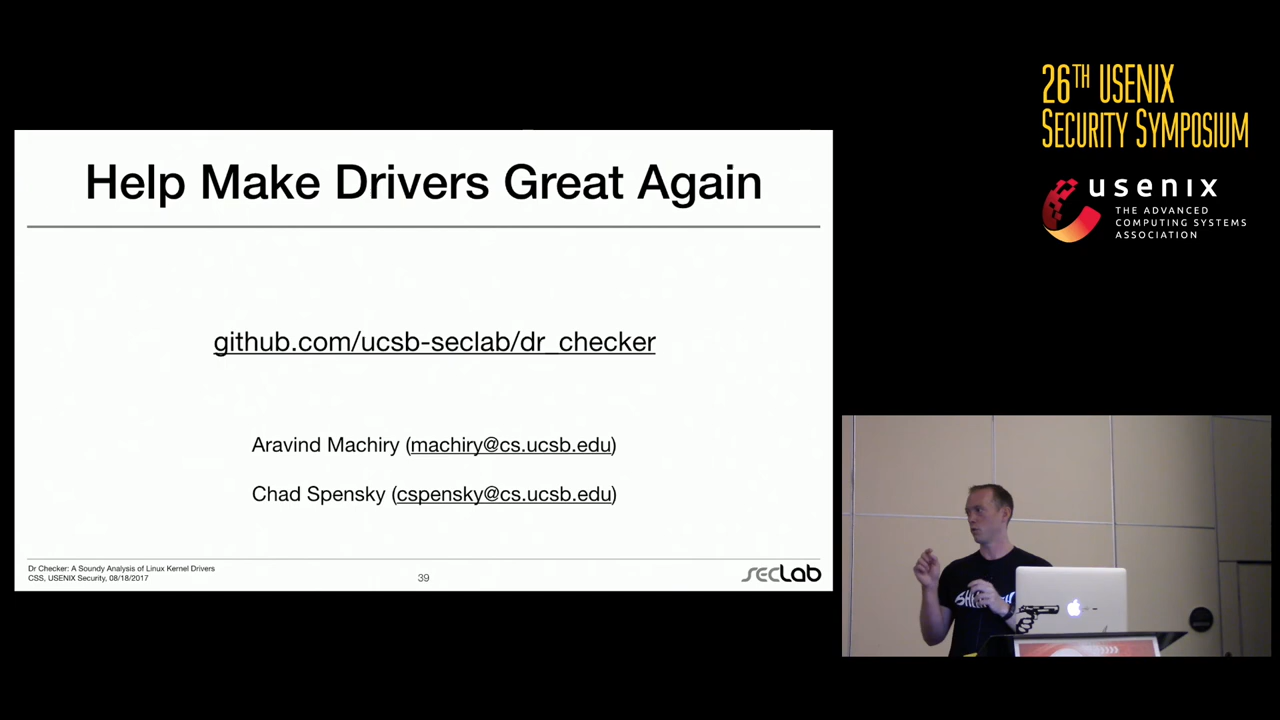 Help Make Drivers Great Again
github.com/ucsb-seclab/dr_checker
Aravind Machiry (machiry@cs.ucsb.edu)
Chad Spensky (cspensky@cs.ucsb.edu)
Dr Checker: A Soundy Analysis of Linux Kernel Drivers
CSS, USENIX Security, 08/18/2017
39
secLab
26TH USENIX
SECURITY SYMPOSIUM
usenix
THE ADVANCED
COMPUTING SYSTEMS
ASSOCIATION